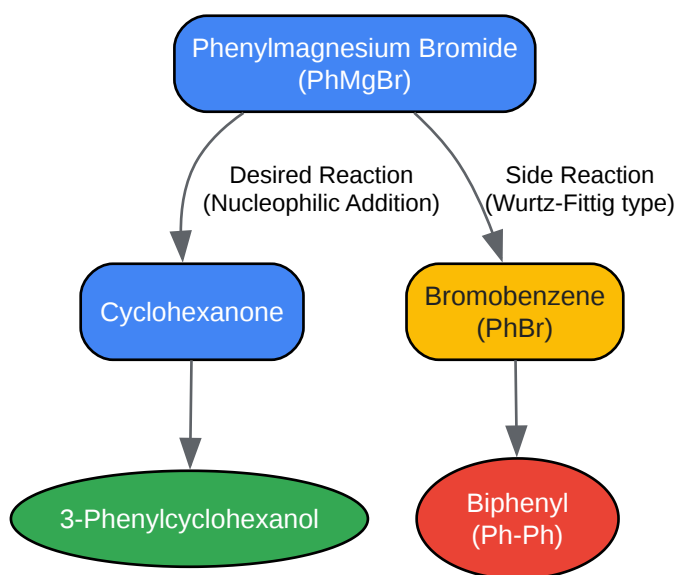 Phenylmagnesium Bromide
(PhMgBr)
Desired Reaction
(Nucleophilic Addition)
Side Reaction
(Wurtz-Fittig type)
Cyclohexanone
Bromobenzene
(PhBr)
3-Phenylcyclohexanol
Biphenyl
(Ph-Ph)